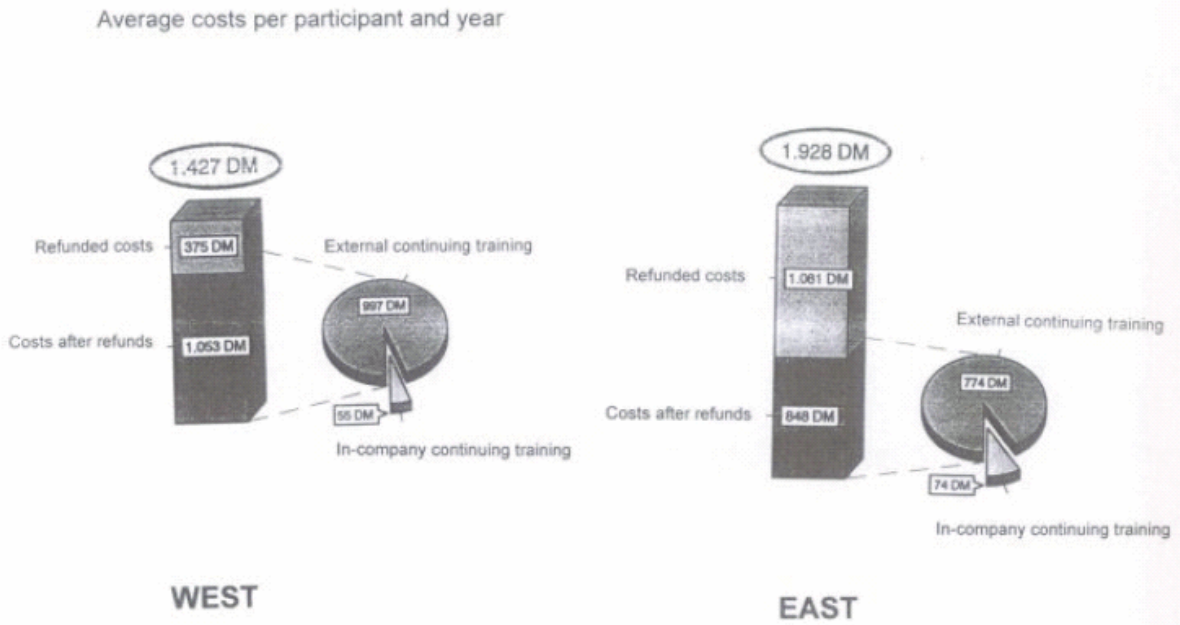 Average costs per participant and year
1.427 DM
Refunded costs
375 DM
External continuing training
997 DM
Costs after refunds
1.053 DM
55 DM
In-company continuing training
WEST
1.928 DM
Refunded costs
1.081 DM
External continuing training
774 DM
Costs after refunds
848 DM
74 DM
In-company continuing training
EAST